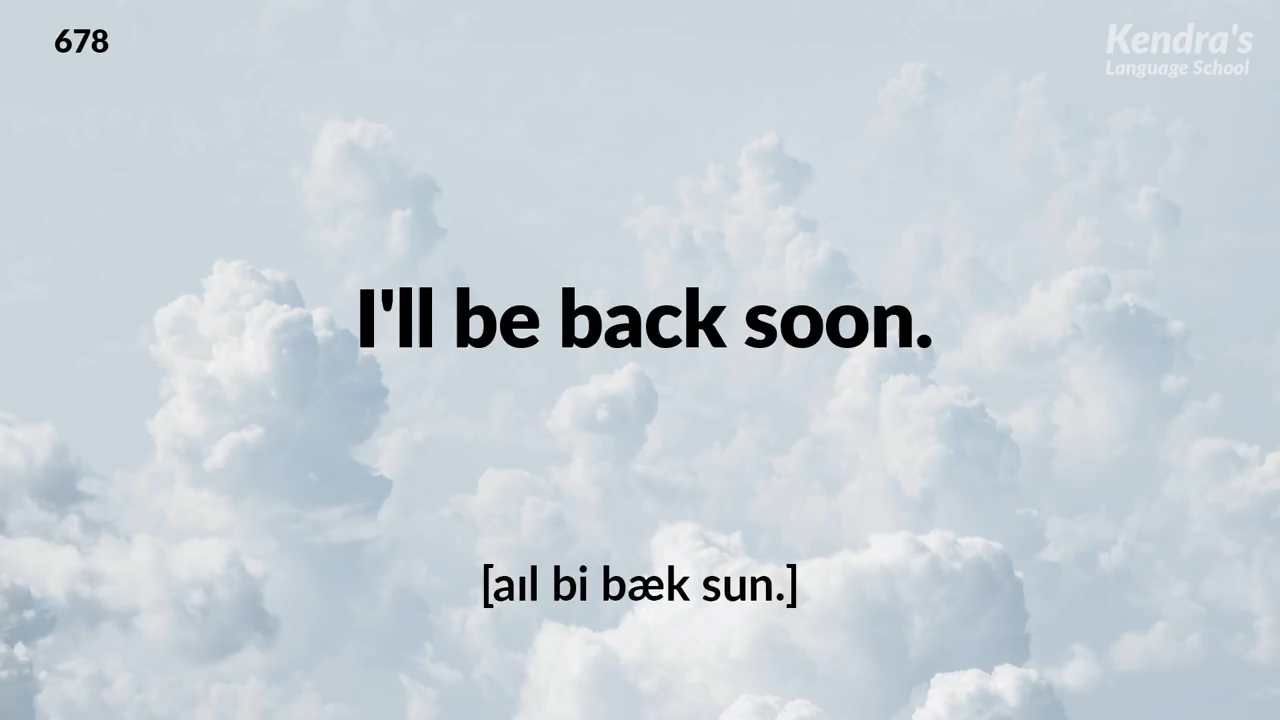 678
Kendra's
Language School
I'll be back soon.
[aɪl bi bæk sun.]